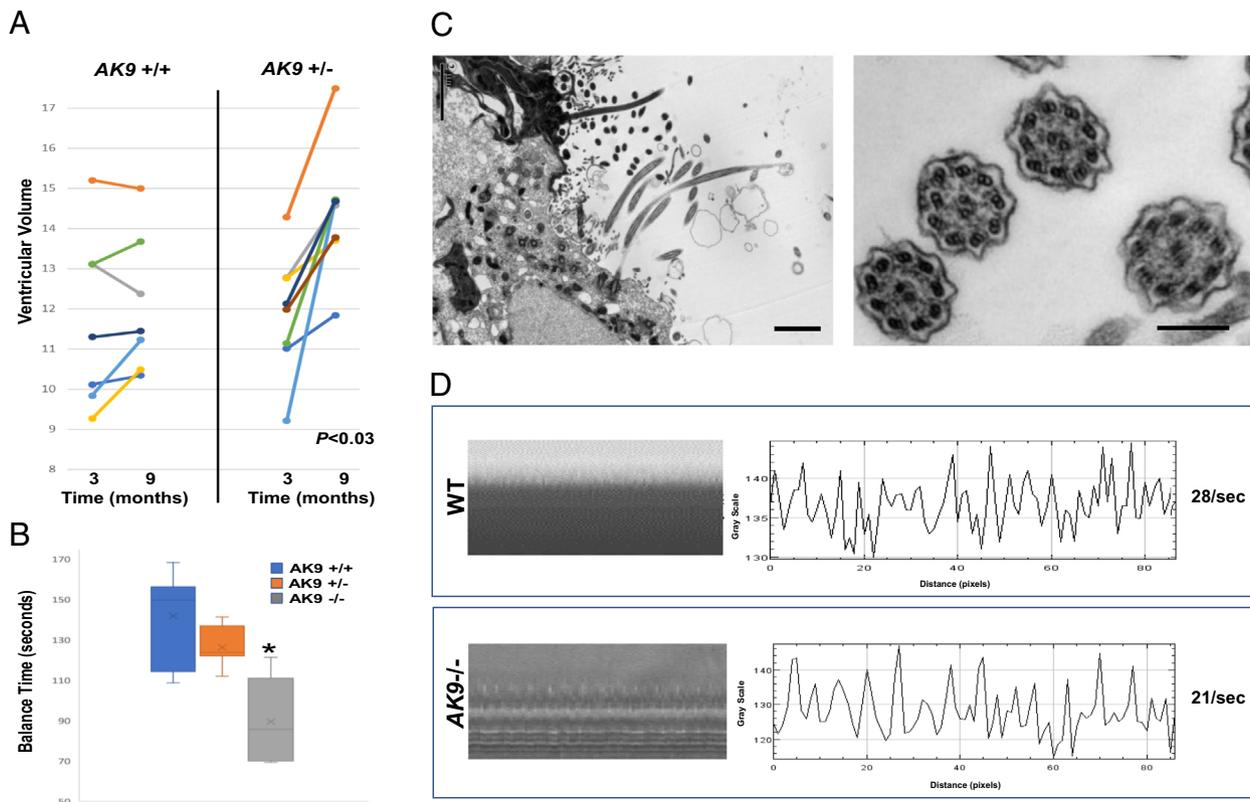 A
AK9 +/+
AK9 +/-
17
16
15
14
13
12
11
10
9
8
Ventricular Volume
P<0.03
3
9
3
9
Time (months)
Time (months)
B
170
150
130
110
90
70
50
Balance Time (seconds)
AK9 +/+
AK9 +/-
AK9 -/-
*
C
D
WT
140
135
130
Gray Scale
0
20
40
60
80
Distance (pixels)
28/sec
AK9-/-
140
130
120
Gray Scale
0
20
40
60
80
Distance (pixels)
21/sec